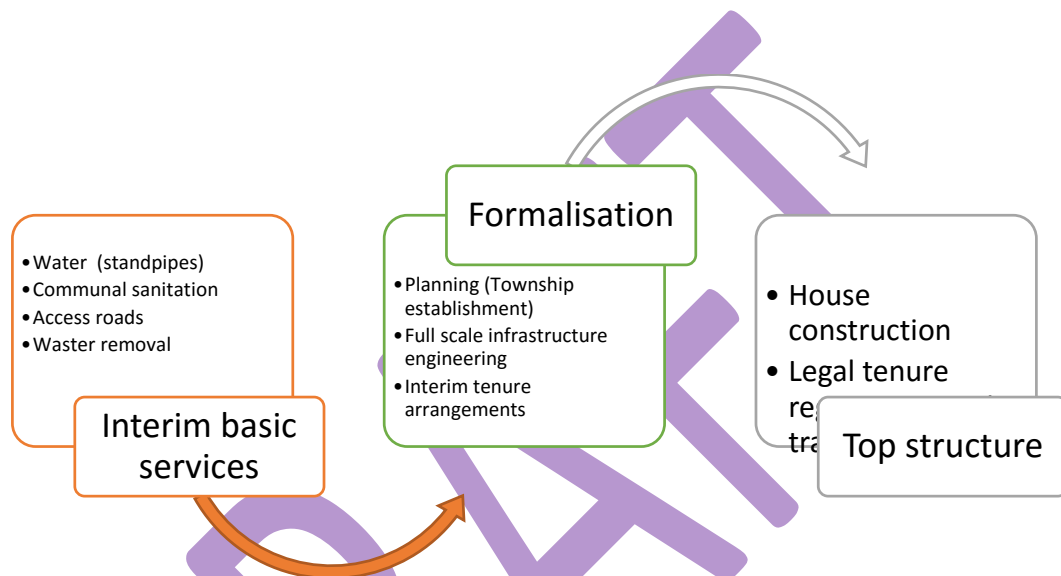 •Water (standpipes)
•Communal sanitation
•Access roads
•Waster removal
Interim basic
services
Formalisation
•Planning (Township
establishment)
•Full scale infrastructure
engineering
•Interim tenure
arrangements
• House
construction
• Legal tenure
Top structure